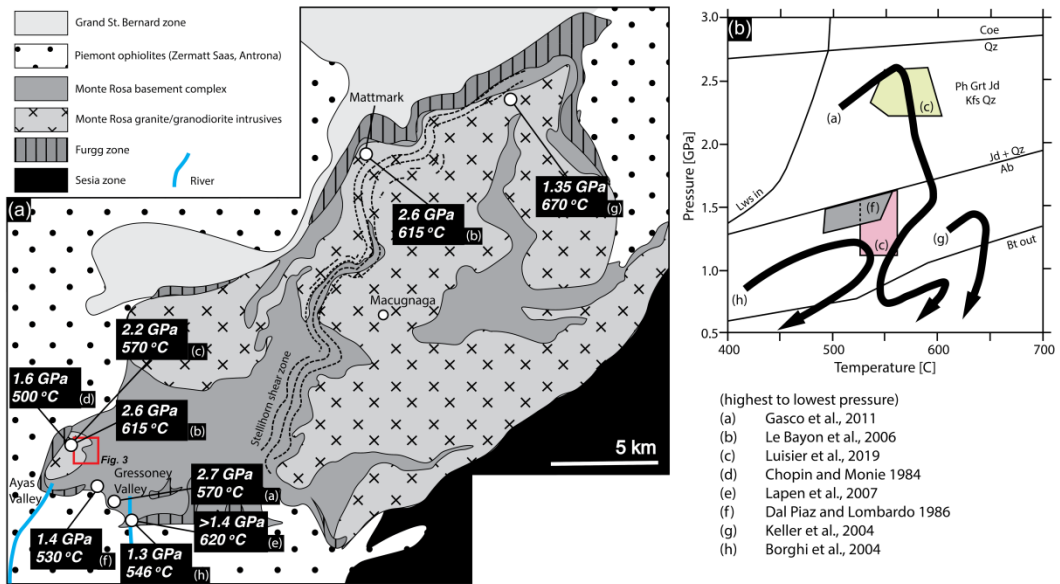 Grand St. Bernard zone
Piemont ophiolites (Zermatt Saas, Antrona)
Monte Rosa basement complex
Monte Rosa granite/granodiorite intrusives
Furgg zone
Sesia zone
River
(a)
Mattmark
1.35 GPa
670 °C
(g)
2.6 GPa
615 °C
(b)
Macugnaga
Stellihorn shear zone
2.2 GPa
570 °C
(c)
1.6 GPa
500 °C
(d)
2.6 GPa
615 °C
(b)
Fig. 3
5 km
Ayas
Valley
Gressoney
Valley
2.7 GPa
570 °C
(a)
>1.4 GPa
620 °C
(e)
1.4 GPa
530 °C
(f)
1.3 GPa
546 °C
(h)
(b)
Pressure [GPa]
3.0
2.5
2.0
1.5
1.0
0.5
Coe
Qz
Ph Grt Jd
Kfs Qz
(a)
(c)
Lws in
Jd + Qz
Ab
(f)
(c)
(g)
Bt out
(h)
400
500
600
700
Temperature [C]
(highest to lowest pressure)
(a) Gasco et al., 2011
(b) Le Bayon et al., 2006
(c) Luisier et al., 2019
(d) Chopin and Monie 1984
(e) Lapen et al., 2007
(f) Dal Piaz and Lombardo 1986
(g) Keller et al., 2004
(h) Borghi et al., 2004